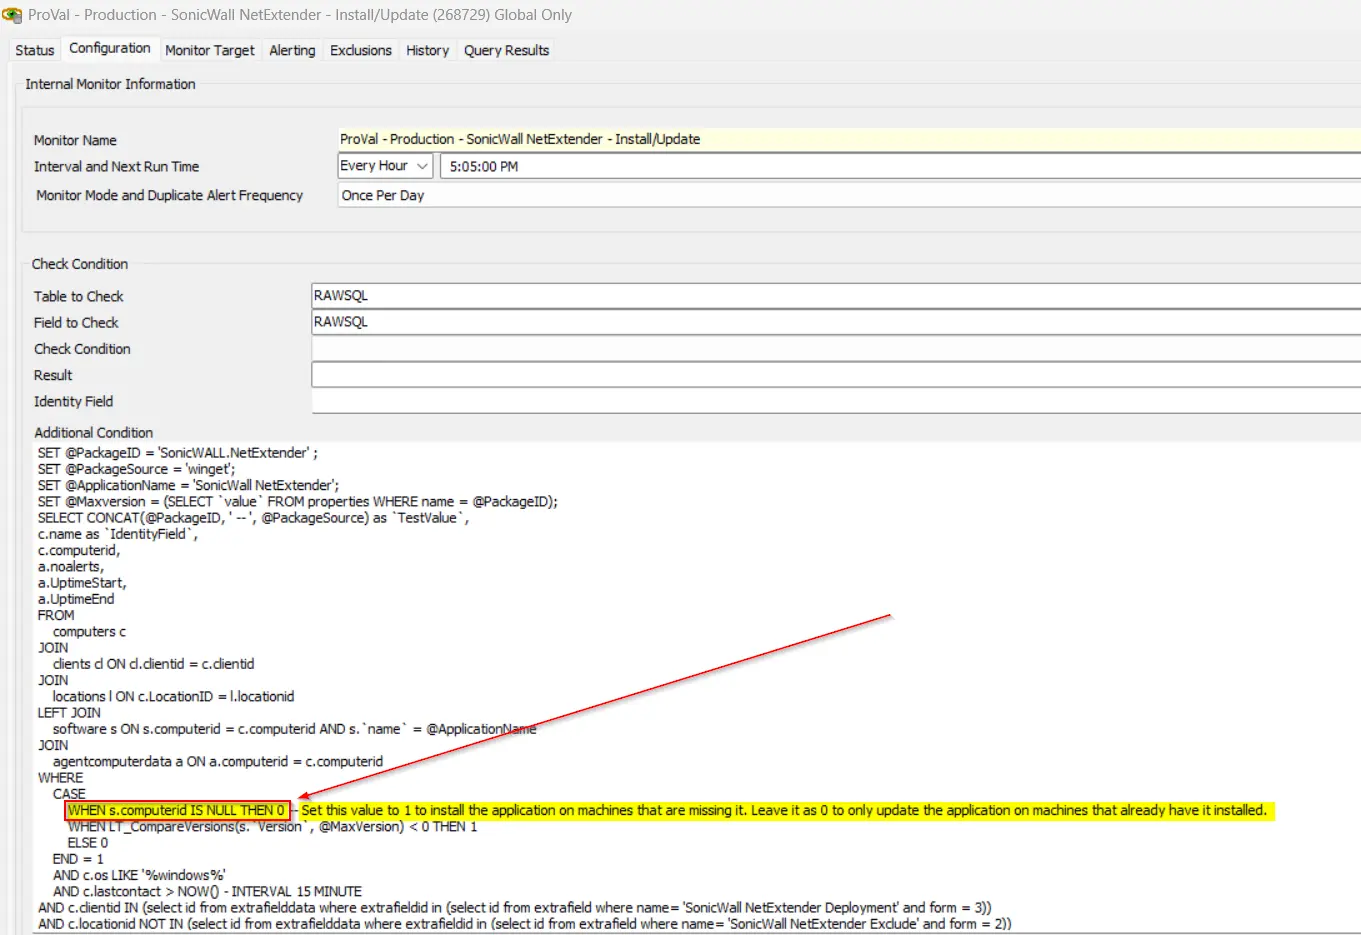 ProVal - Production - SonicWall NetExtender - Install/Update (268729) Global Only
Status Configuration Monitor Target Alerting Exclusions History Query Results
Internal Monitor Information
Monitor Name ProVal - Production - SonicWall NetExtender - Install/Update
Interval and Next Run Time Every Hour 5:05:00 PM
Monitor Mode and Duplicate Alert Frequency Once Per Day
Check Condition
Table to Check RAWSQL
Field to Check RAWSQL
Check Condition
Result
Identity Field
Additional Condition
SET @PackageID = 'SonicWALL.NetExtender' ;
SET @PackageSource = 'winget';
SET @ApplicationName = 'SonicWall NetExtender';
SET @Maxversion = (SELECT `value` FROM properties WHERE name = @PackageID);
SELECT CONCAT(@PackageID, ' -- ', @PackageSource) as `TestValue`,
c.name as `IdentityField`,
c.computerid,
a.noalerts,
a.UptimeStart,
a.UptimeEnd
FROM
computers c
JOIN
clients cl ON cl.clientid = c.clientid
JOIN
locations l ON c.LocationID = l.locationid
LEFT JOIN
software s ON s.computerid = c.computerid AND s.`name` = @ApplicationName
JOIN
agentcomputerdata a ON a.computerid = c.computerid
WHERE
CASE
WHEN s.computerid IS NULL THEN 0 -- Set this value to 1 to install the application on machines that are missing it. Leave it as 0 to only update the application on machines that already have it installed.
WHEN LT_CompareVersions(s.`Version`, @MaxVersion) < 0 THEN 1
ELSE 0
END = 1
AND c.os LIKE '%windows%'
AND c.lastcontact > NOW() - INTERVAL 15 MINUTE
AND c.clientid IN (select id from extrafielddata where extrafieldid in (select id from extrafield where name= 'SonicWall NetExtender Deployment' and form = 3))
AND c.locationid NOT IN (select id from extrafielddata where extrafieldid in (select id from extrafield where name= 'SonicWall NetExtender Exclude' and form = 2))